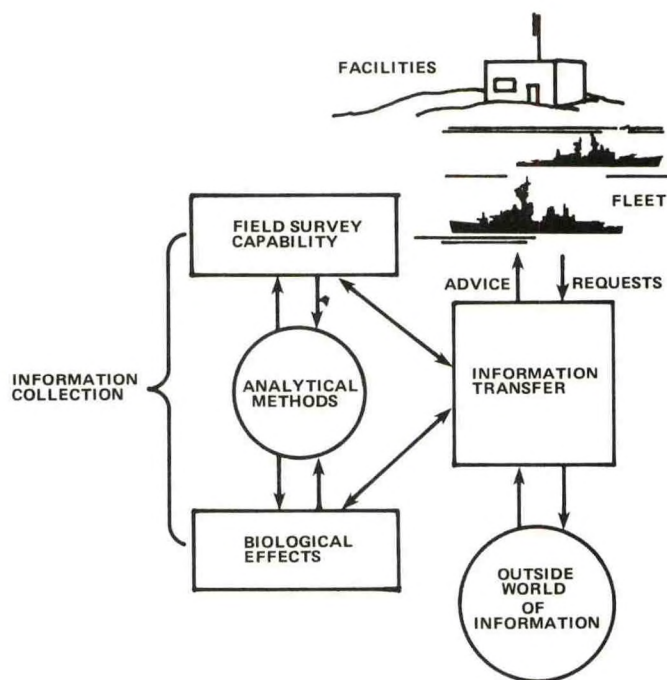 FACILITIES
FLEET
FIELD SURVEY
CAPABILITY
ADVICE
REQUESTS
INFORMATION
COLLECTION
ANALYTICAL
METHODS
INFORMATION
TRANSFER
BIOLOGICAL
EFFECTS
OUTSIDE
WORLD
OF
INFORMATION